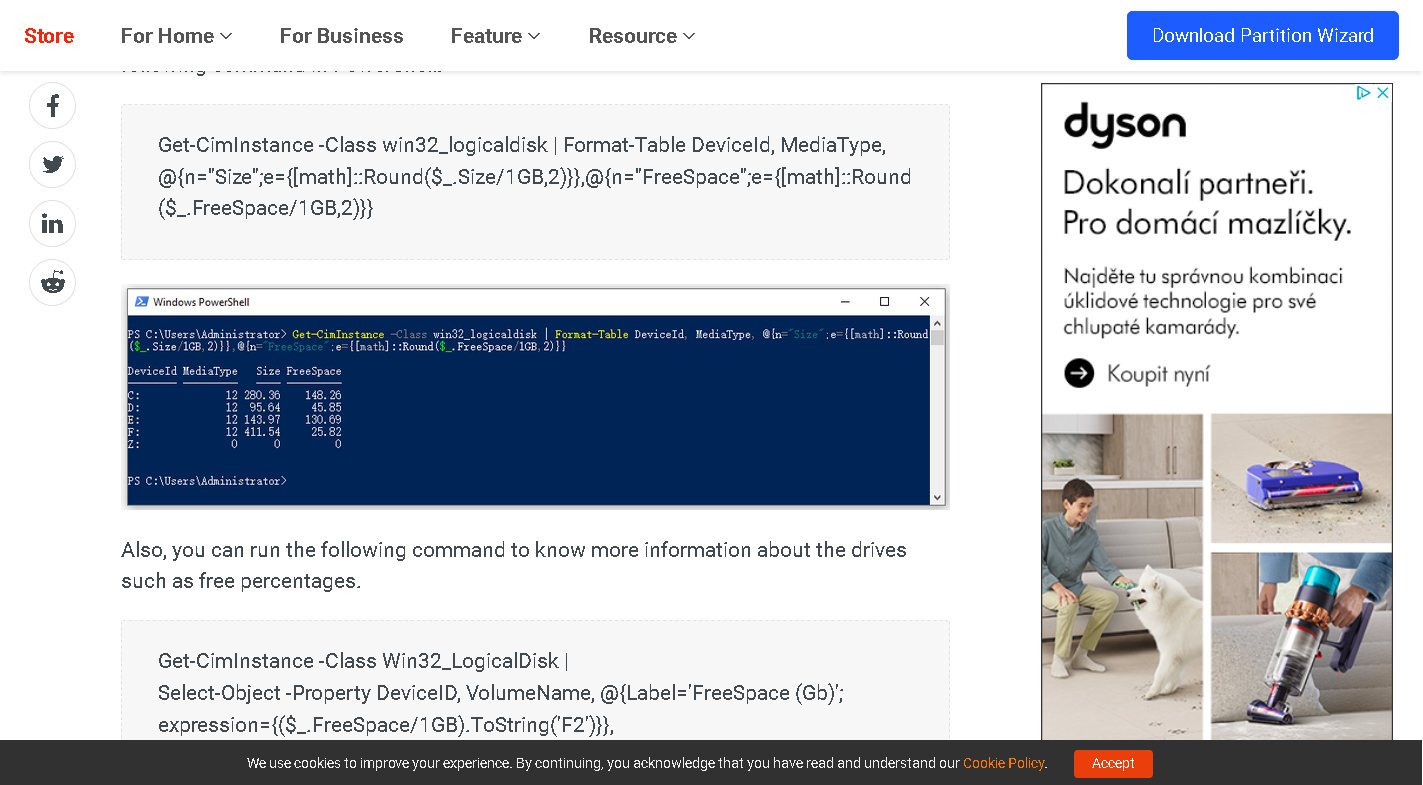 Store
For Home
For Business
Feature
Resource
Download Partition Wizard
Get-CimInstance -Class win32_logicaldisk | Format-Table DeviceId, MediaType,
@{n="Size";e={[math]::Round($_.Size/1GB,2)}},@{n="FreeSpace";e={[math]::Round
($_.FreeSpace/1GB,2)}}
Windows PowerShell
PS C:\Users\Administrator> Get-CimInstance -Class win32_logicaldisk | Format-Table DeviceId, MediaType, @{n="Size";e={[math]::Round
($_.Size/1GB,2)}},@{n="FreeSpace";e={[math]::Round($_.FreeSpace/1GB,2)}}
DeviceId MediaType Size FreeSpace
C: 12 280.36 148.26
D: 12 95.64 45.85
E: 12 143.97 130.69
F: 12 411.54 25.82
Z: 0 0 0
PS C:\Users\Administrator>
Also, you can run the following command to know more information about the drives
such as free percentages.
Get-CimInstance -Class Win32_LogicalDisk |
Select-Object -Property DeviceID, VolumeName, @{Label='FreeSpace (Gb)';
expression={($_.FreeSpace/1GB).ToString('F2')}},
dyson
Dokonalí partneři.
Pro domácí mazlíčky.
Najděte tu správnou kombinaci
úklidové technologie pro své
chlupaté kamarády.
Koupit nyní
We use cookies to improve your experience. By continuing, you acknowledge that you have read and understand our Cookie Policy.
Accept